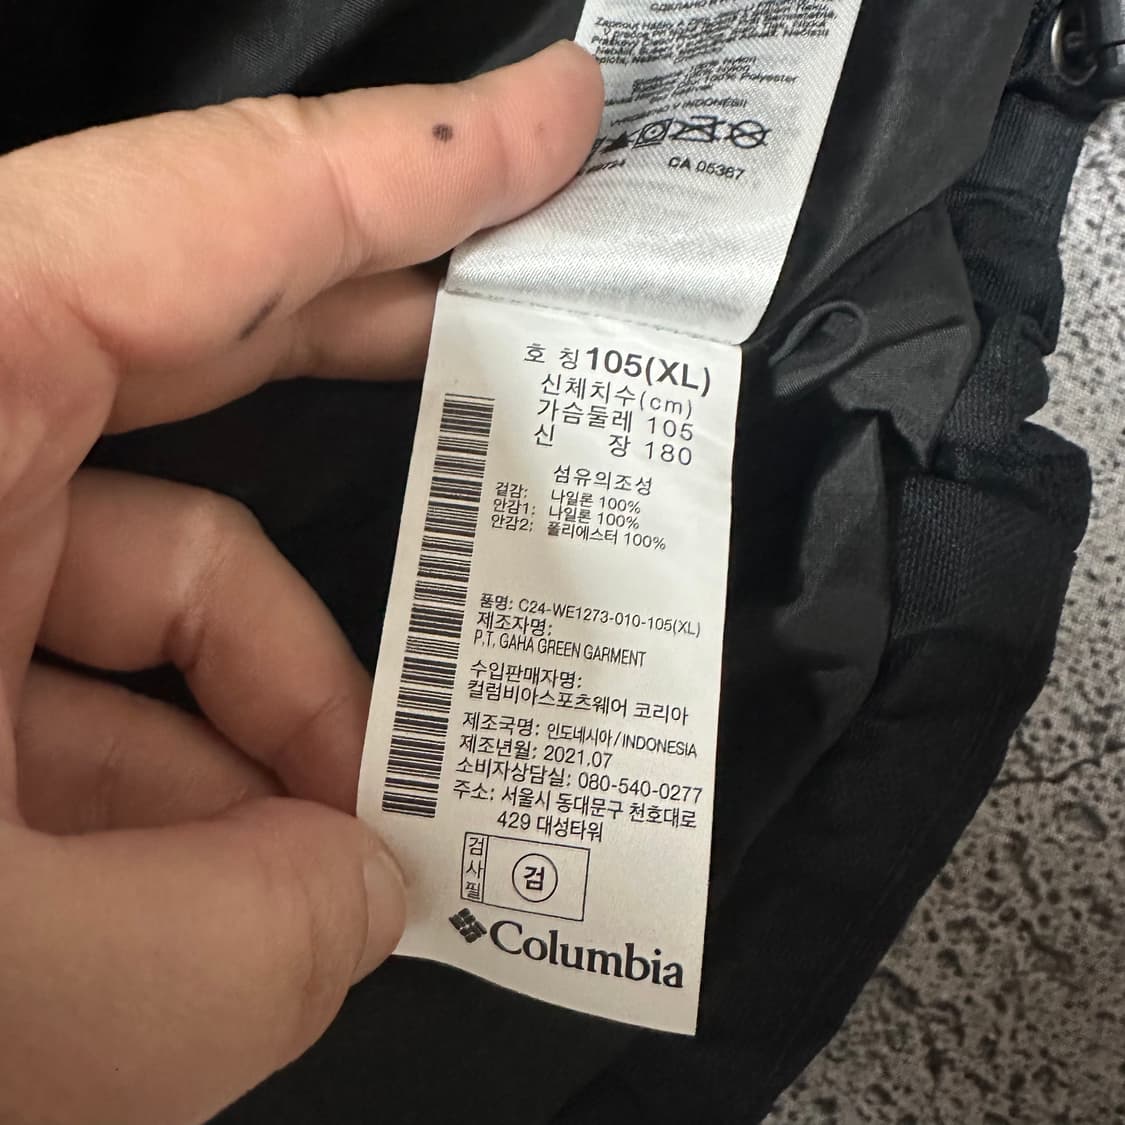 Zapnout
100% Polyester
V INDONÉSII
CA 05367
호 칭 105(XL)
신체치수(cm)
가슴둘레 105
신 장 180
섬유의조성
겉감: 나일론 100%
안감1: 나일론 100%
안감2: 폴리에스터 100%
품명: C24-WE1273-010-105(XL)
제조자명:
P.T. GAHA GREEN GARMENT
수입판매자명:
컬럼비아스포츠웨어 코리아
제조국명: 인도네시아/INDONESIA
제조년월: 2021.07
소비자상담실: 080-540-0277
주소: 서울시 동대문구 천호대로
429 대성타워
검사필
검
Columbia